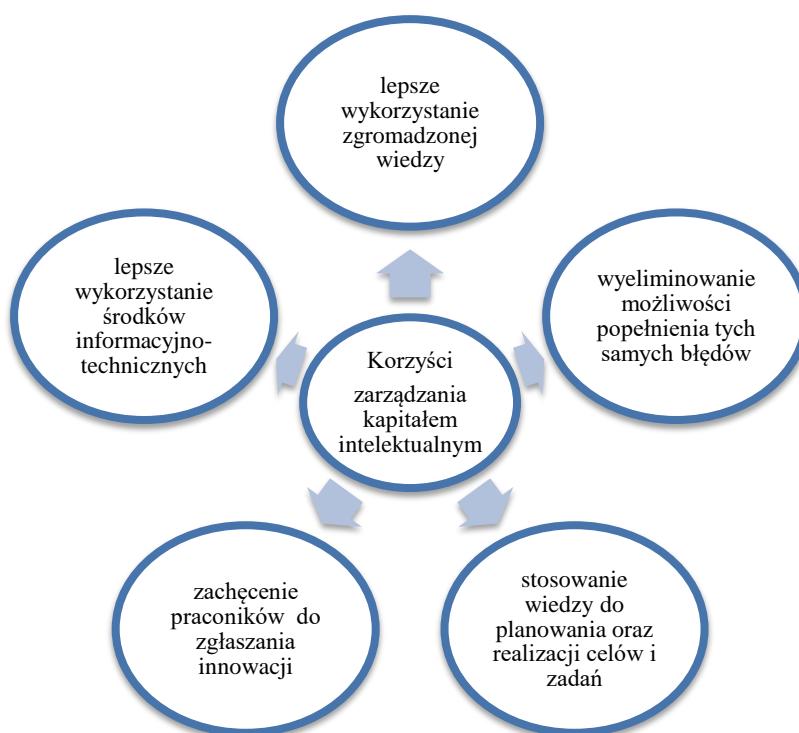 lepsze
wykorzystanie
zgromadzonej
wiedzy
lepsze
wykorzystanie
środków
informacyjno-
technicznych
wyeliminowanie
możliwości
popełnienia tych
samych błędów
Korzyści
zarządzania
kapitałem
intelektualnym
zachęcenie
praconików do
zgłaszania
innowacji
stosowanie
wiedzy do
planowania oraz
realizacji celów i
zadań